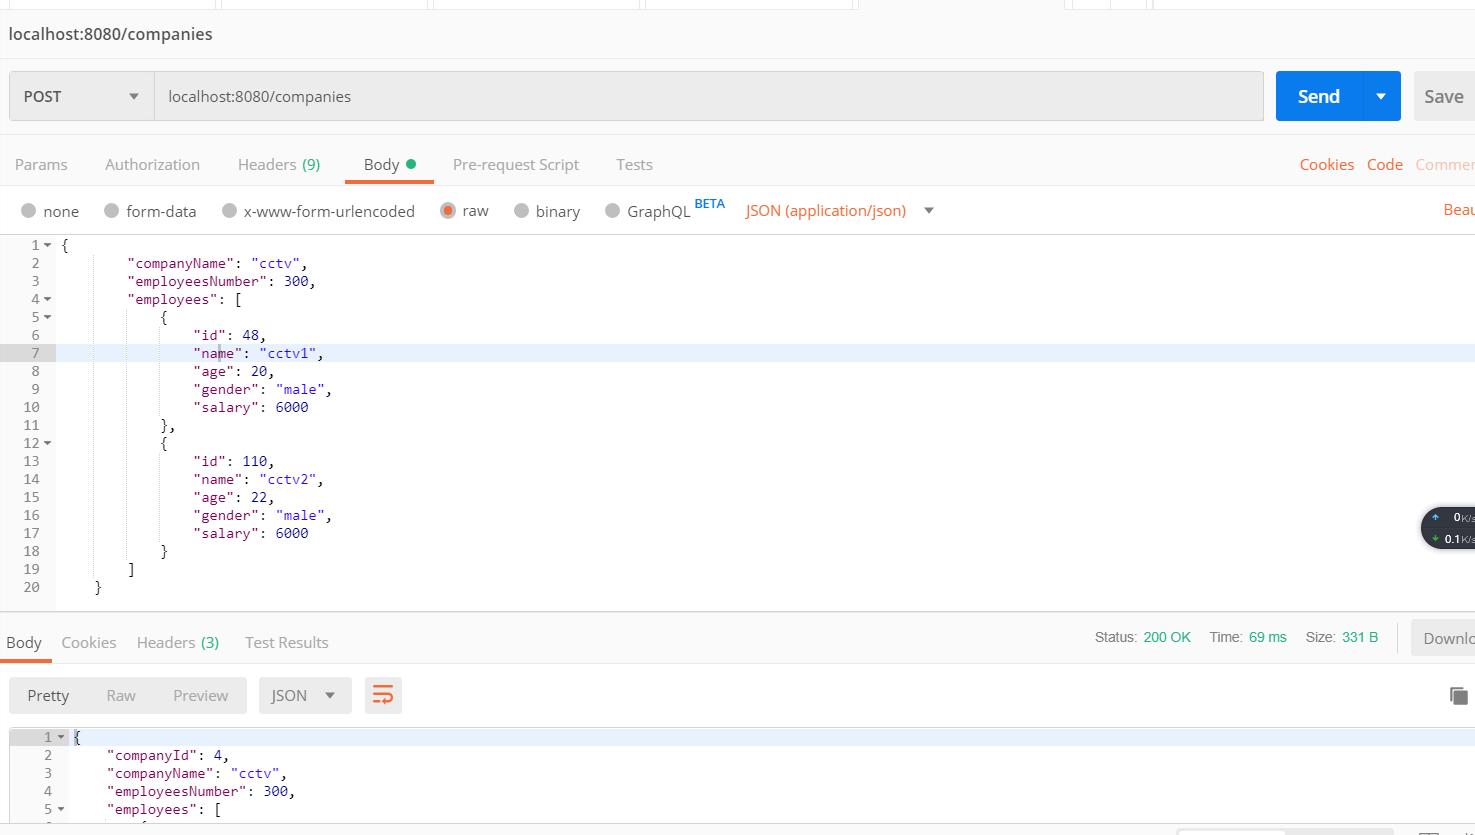 localhost:8080/companies
POST localhost:8080/companies Send Save
Params Authorization Headers (9) Body Pre-request Script Tests Cookies Code
none form-data x-www-form-urlencoded raw binary GraphQL BETA JSON (application/json)
1 {
2 "companyName": "cctv",
3 "employeesNumber": 300,
4 "employees": [
5 {
6 "id": 48,
7 "name": "cctv1",
8 "age": 20,
9 "gender": "male",
10 "salary": 6000
11 },
12 {
13 "id": 110,
14 "name": "cctv2",
15 "age": 22,
16 "gender": "male",
17 "salary": 6000
18 }
19 ]
20 }
0K/s
0.1K/s
Body Cookies Headers (3) Test Results Status: 200 OK Time: 69 ms Size: 331 B
Pretty Raw Preview JSON
1 {
2 "companyId": 4,
3 "companyName": "cctv",
4 "employeesNumber": 300,
5 "employees": [